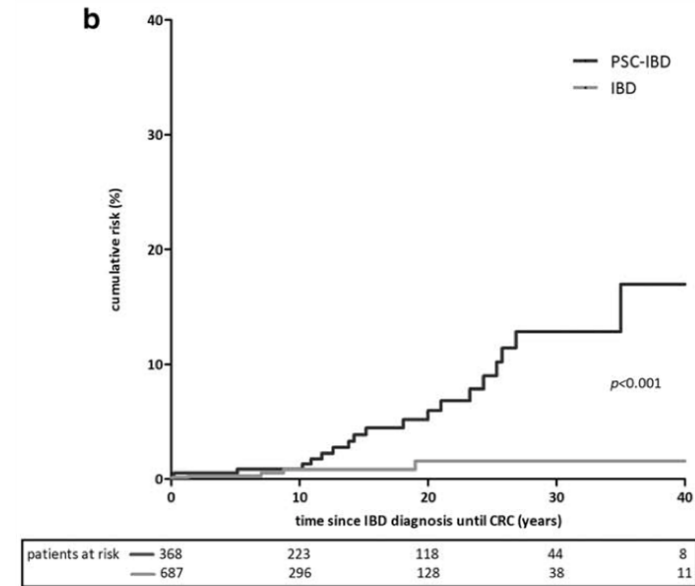 b
40
PSC-IBD
IBD
30
cumulative risk (%)
20
10
p<0.001
0
0 10 20 30 40
time since IBD diagnosis until CRC (years)
patients at risk 368 223 118 44 8
687 296 128 38 11